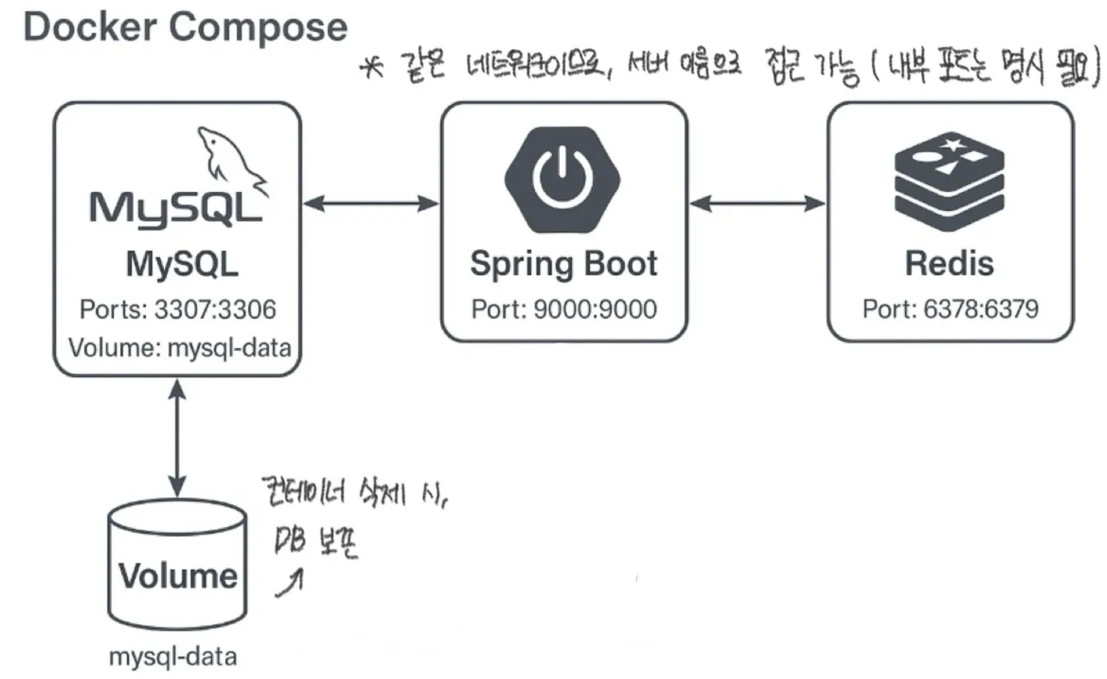 Docker Compose
* 같은 네트워크이므로, 서버 이름으로 접근 가능 (내부 포트는 명시 필요)
MySQL
MySQL
Ports: 3307:3306
Volume: mysql-data
Spring Boot
Port: 9000:9000
Redis
Port: 6378:6379
컨테이너 삭제 시,
DB 보존
Volume
mysql-data